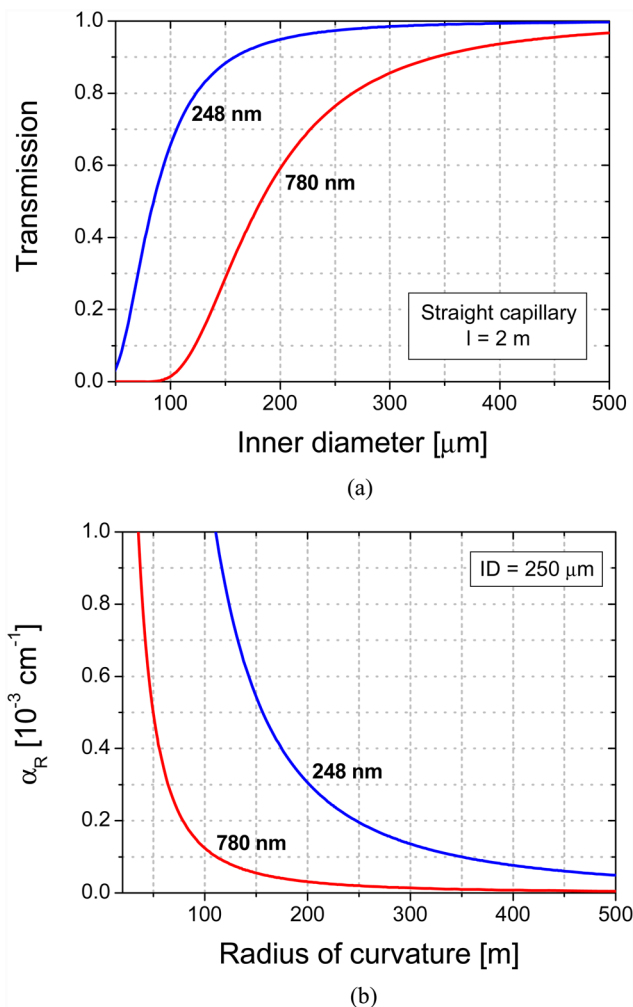 1.0
0.8
0.6
0.4
0.2
0.0
Transmission
248 nm
780 nm
Straight capillary
l = 2 m
100 200 300 400 500
Inner diameter [μm]
(a)
1.0
0.8
0.6
0.4
0.2
0.0
α_R [10⁻³ cm⁻¹]
ID = 250 μm
248 nm
780 nm
100 200 300 400 500
Radius of curvature [m]
(b)